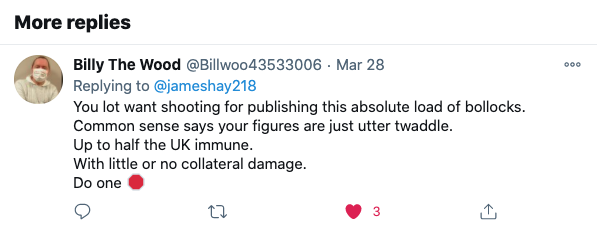 More replies
Billy The Wood @Billwoo43533006 · Mar 28
Replying to @jameshay218
You lot want shooting for publishing this absolute load of bollocks.
Common sense says your figures are just utter twaddle.
Up to half the UK immune.
With little or no collateral damage.
Do one 🛑
3